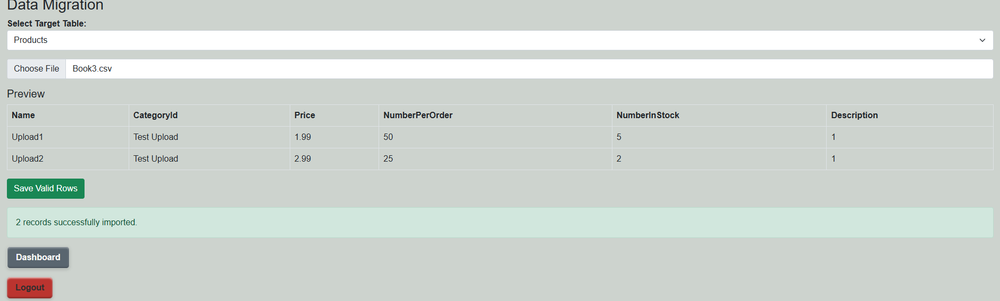 Data Migration
Select Target Table:
Products
Choose File Book3.csv
Preview
Name CategoryId Price NumberPerOrder NumberInStock Description
Upload1 Test Upload 1.99 50 5 1
Upload2 Test Upload 2.99 25 2 1
Save Valid Rows
2 records successfully imported.
Dashboard
Logout